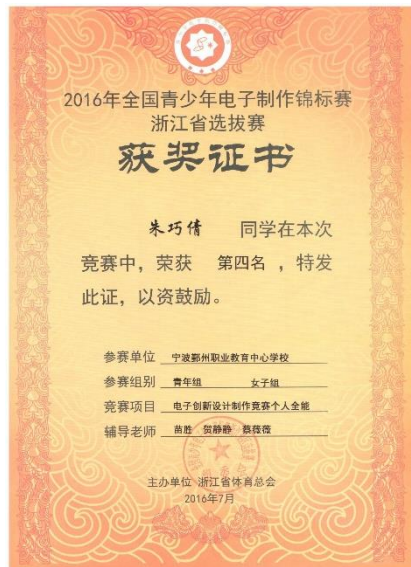 2016年全国青少年电子制作锦标赛
浙江省选拔赛
获奖证书
朱巧倩 同学在本次
竞赛中，荣获 第四名 ，特发
此证，以资鼓励。
参赛单位 宁波鄞州职业教育中心学校
参赛组别 青年组 女子组
竞赛项目 电子创新设计制作竞赛个人全能
辅导老师 苗胜 贺静静 蔡薇薇
主办单位 浙江省体育总会
2016年7月